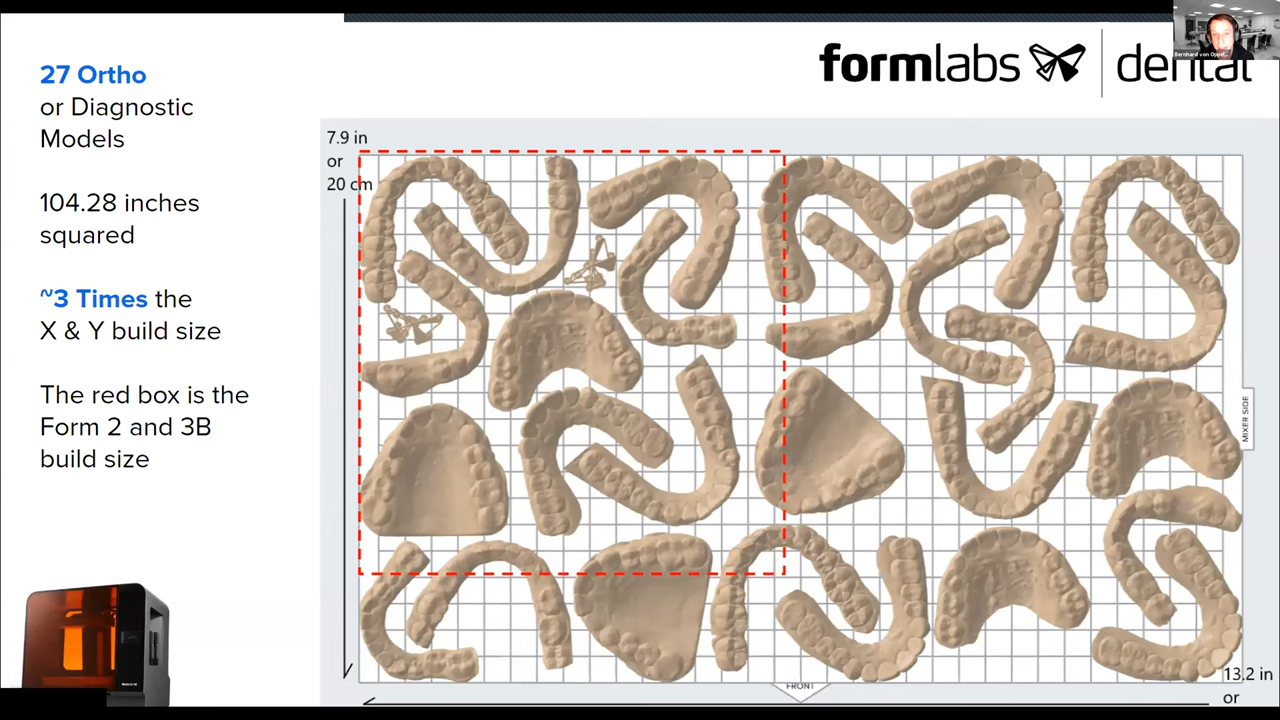 27 Ortho
or Diagnostic
Models
104.28 inches
squared
~3 Times the
X & Y build size
The red box is the
Form 2 and 3B
build size
formlabs dental
7.9 in
or
20 cm
MIXER SIDE
FRONT
13.2 in
or